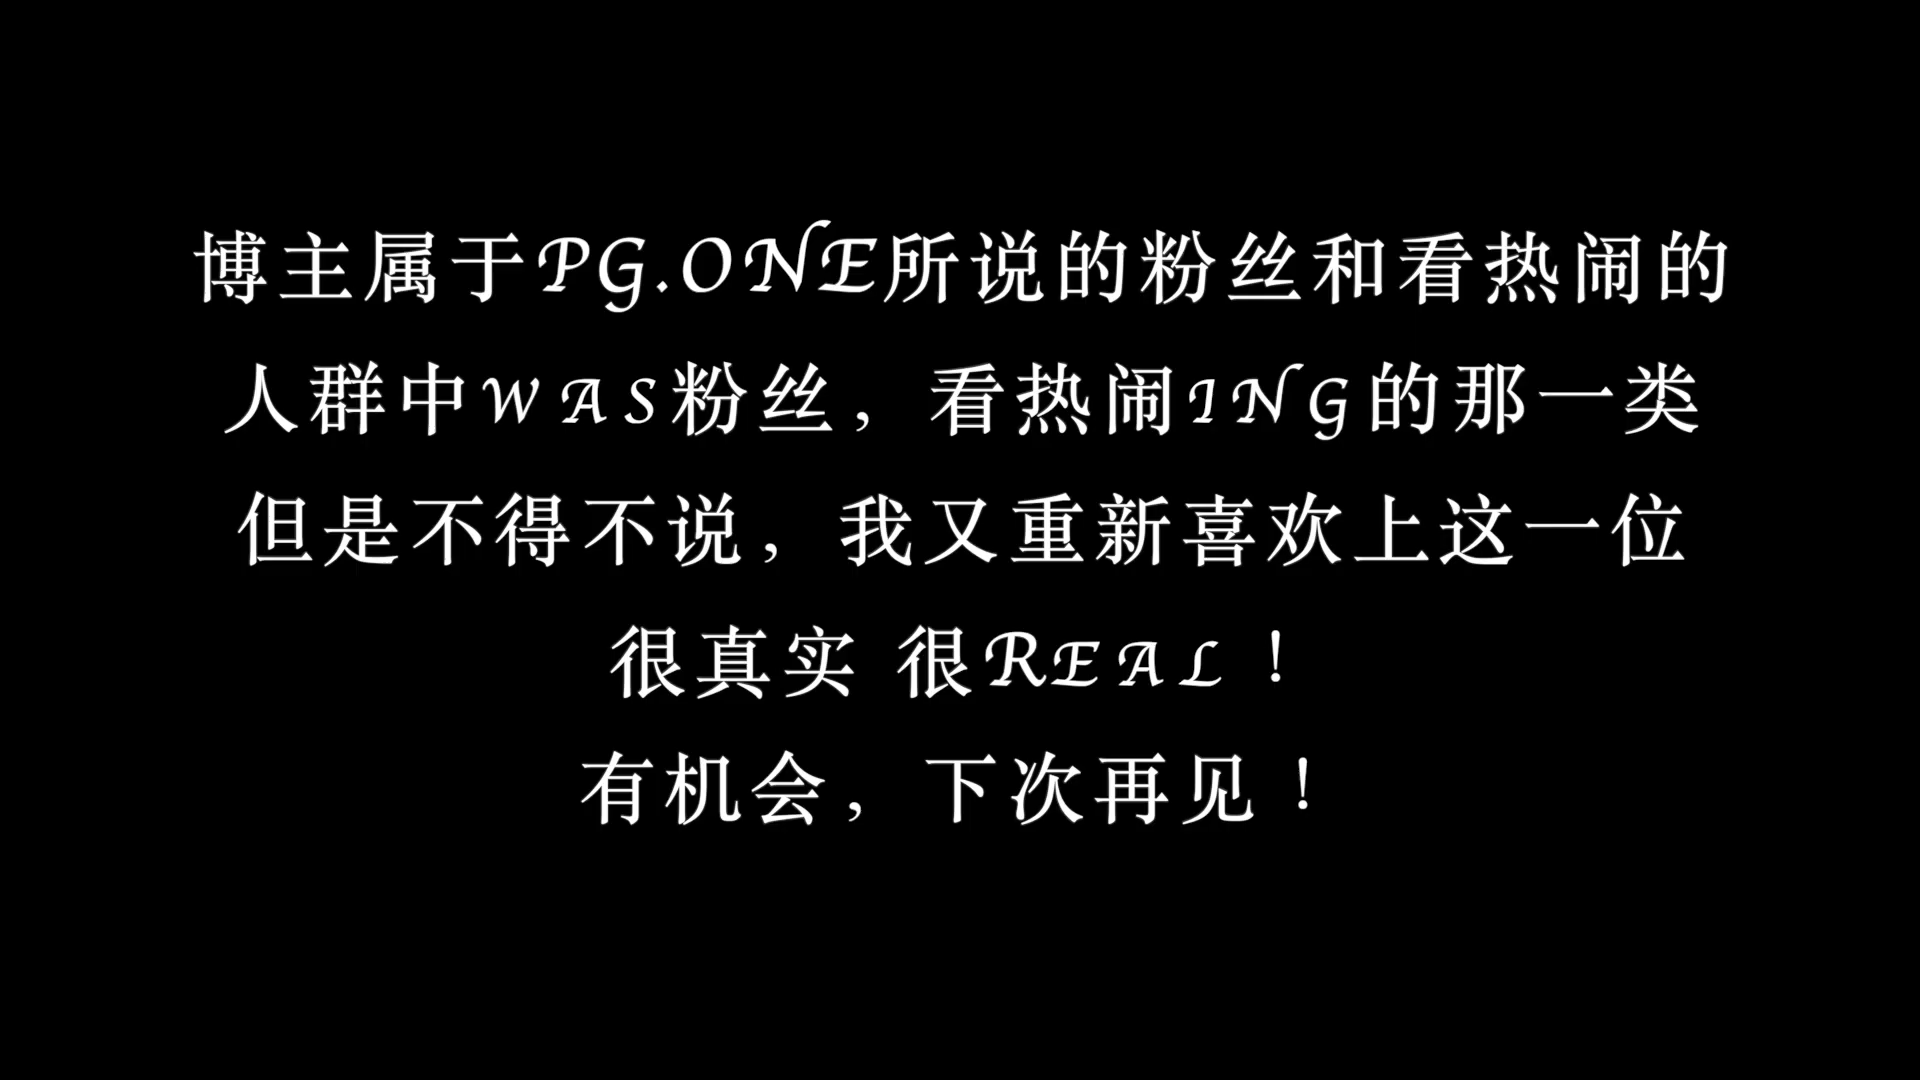 博主属于PG.ONE所说的粉丝和看热闹的
人群中WAS粉丝，看热闹ING的那一类
但是不得不说，我又重新喜欢上这一位
很真实 很REAL！
有机会，下次再见！